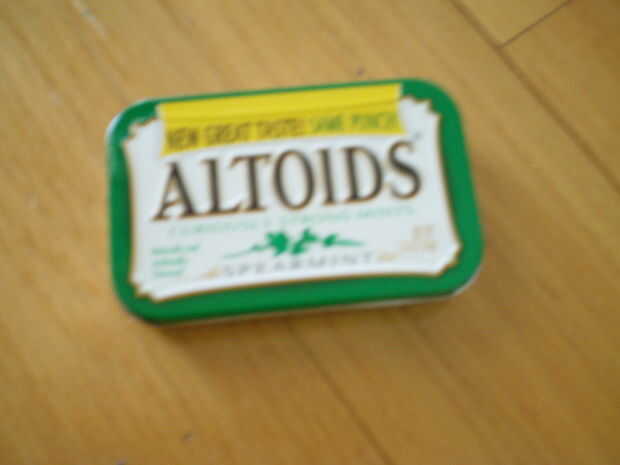 NEW GREAT TASTE! SAME PUNCH!
ALTOIDS
CURIOUSLY STRONG MINTS
SPEARMINT